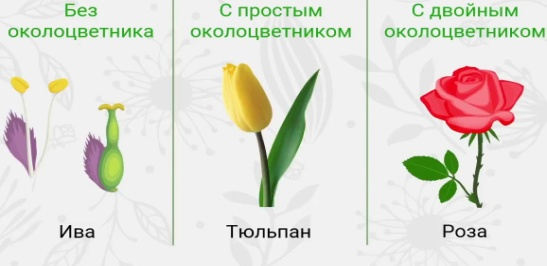 Без
околоцветника
С простым
околоцветником
С двойным
околоцветником
Ива
Тюльпан
Роза